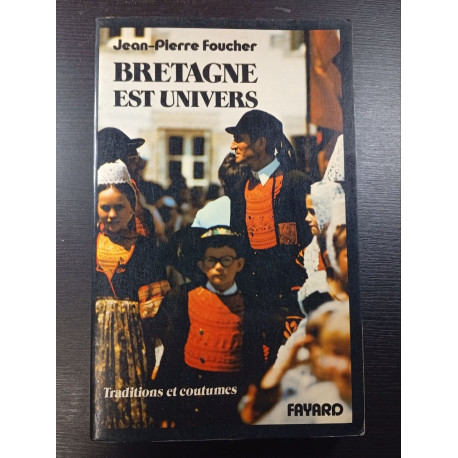 Jean-Pierre Foucher
BRETAGNE
EST UNIVERS
Traditions et coutumes
FAYARD